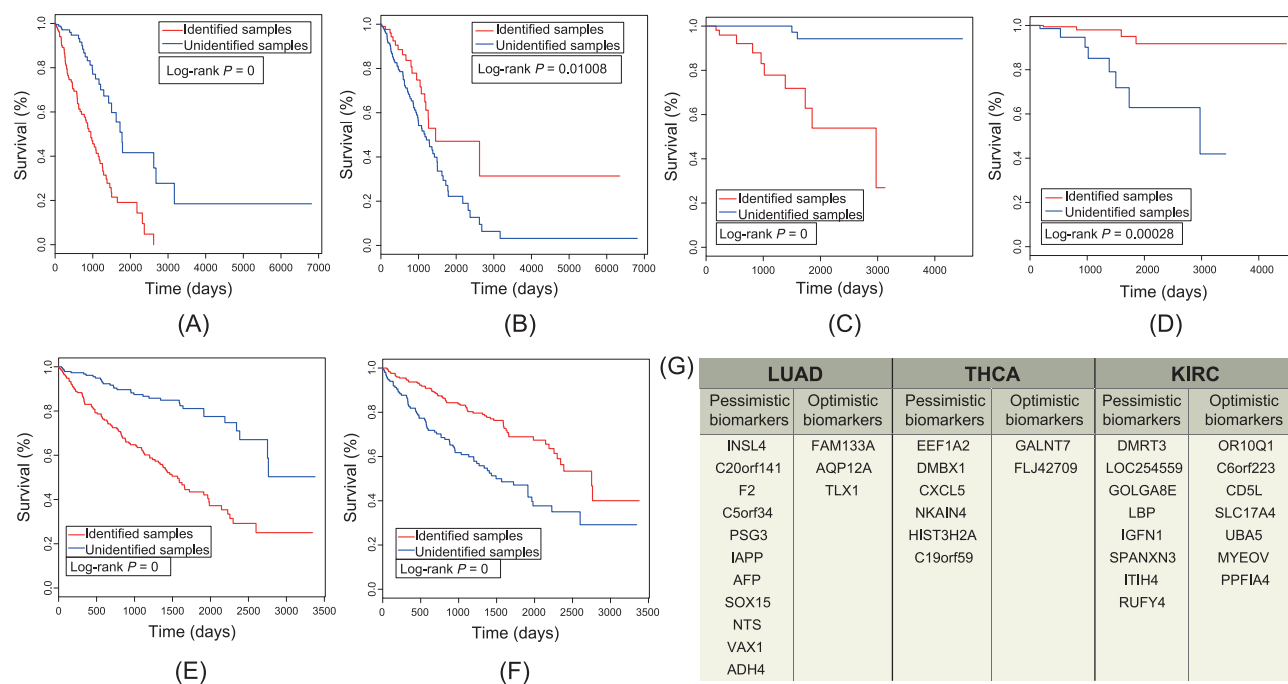 Survival (%)
0.0 0.2 0.4 0.6 0.8 1.0
Identified samples
Unidentified samples
Log-rank P = 0
0 1000 2000 3000 4000 5000 6000 7000
Time (days)
(A)
Survival (%)
0.0 0.2 0.4 0.6 0.8 1.0
Identified samples
Unidentified samples
Log-rank P = 0.01008
0 1000 2000 3000 4000 5000 6000 7000
Time (days)
(B)
Survival (%)
0.0 0.2 0.4 0.6 0.8 1.0
Identified samples
Unidentified samples
Log-rank P = 0
0 1000 2000 3000 4000
Time (days)
(C)
Survival (%)
0.0 0.2 0.4 0.6 0.8 1.0
Identified samples
Unidentified samples
Log-rank P = 0.00028
0 1000 2000 3000 4000
Time (days)
(D)
Survival (%)
0.0 0.2 0.4 0.6 0.8 1.0
Identified samples
Unidentified samples
Log-rank P = 0
0 500 1000 1500 2000 2500 3000 3500
Time (days)
(E)
Survival (%)
0.0 0.2 0.4 0.6 0.8 1.0
Identified samples
Unidentified samples
Log-rank P = 0
0 500 1000 1500 2000 2500 3000 3500
Time (days)
(F)
(G)
LUAD THCA KIRC
Pessimistic Optimistic Pessimistic Optimistic Pessimistic Optimistic
biomarkers biomarkers biomarkers biomarkers biomarkers biomarkers
INSL4 FAM133A EEF1A2 GALNT7 DMRT3 OR10Q1
C20orf141 AQP12A DMBX1 FLJ42709 LOC254559 C6orf223
F2 TLX1 CXCL5 GOLGA8E CD5L
C5orf34 NKAIN4 LBP SLC17A4
PSG3 HIST3H2A IGFN1 UBA5
IAPP C19orf59 SPANXN3 MYEOV
AFP ITIH4 PPFIA4
SOX15 RUFY4
NTS
VAX1
ADH4